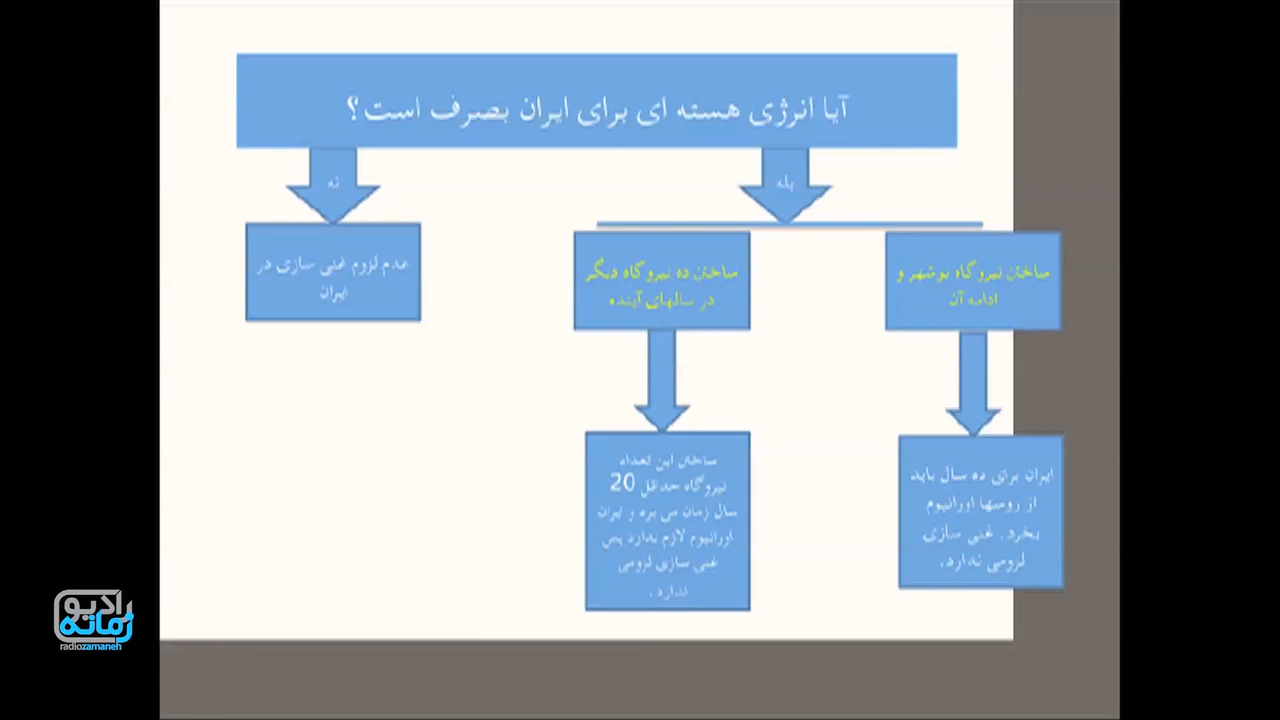 آیا انرژی هسته ای برای ایران بصرف است؟
بله
نه
ساختن نیروگاه بوشهر و
ادامه آن
ساختن ده نیروگاه دیگر
در سالهای آینده
عدم لزوم غنی سازی در
ایران
ایران برای ده سال باید
از روسها اورانیوم
بخرد. غنی سازی
لزومی ندارد.
ساختن این تعداد
نیروگاه حداقل 20
سال زمان می برد و ایران
اورانیوم لازم ندارد پس
غنی سازی لزومی
ندارد.
رادیو
زمانه
radiozamaneh